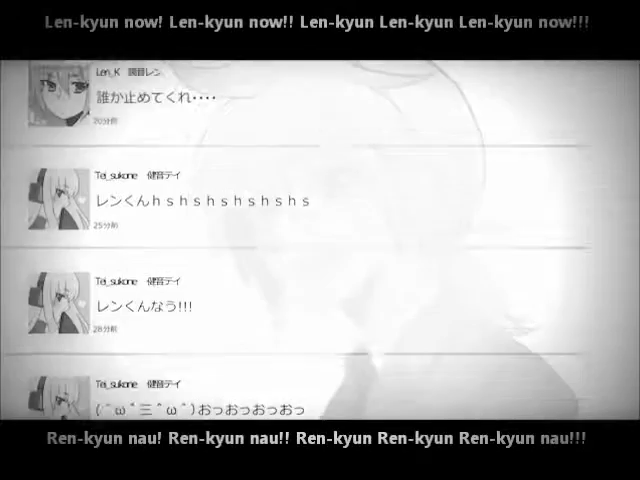 Len-kyun now! Len-kyun now!! Len-kyun Len-kyun Len-kyun now!!!
Len_K 鏡音レン
誰か止めてくれ････
20分前
Tei_sukone 健音テイ
レンくんｈｓｈｓｈｓｈｓｈｓｈｓ
25分前
Tei_sukone 健音テイ
レンくんなう!!!
28分前
Tei_sukone 健音テイ
(＾ω＾三＾ω＾)おっおっおっおっ
Ren-kyun nau! Ren-kyun nau!! Ren-kyun Ren-kyun Ren-kyun nau!!!